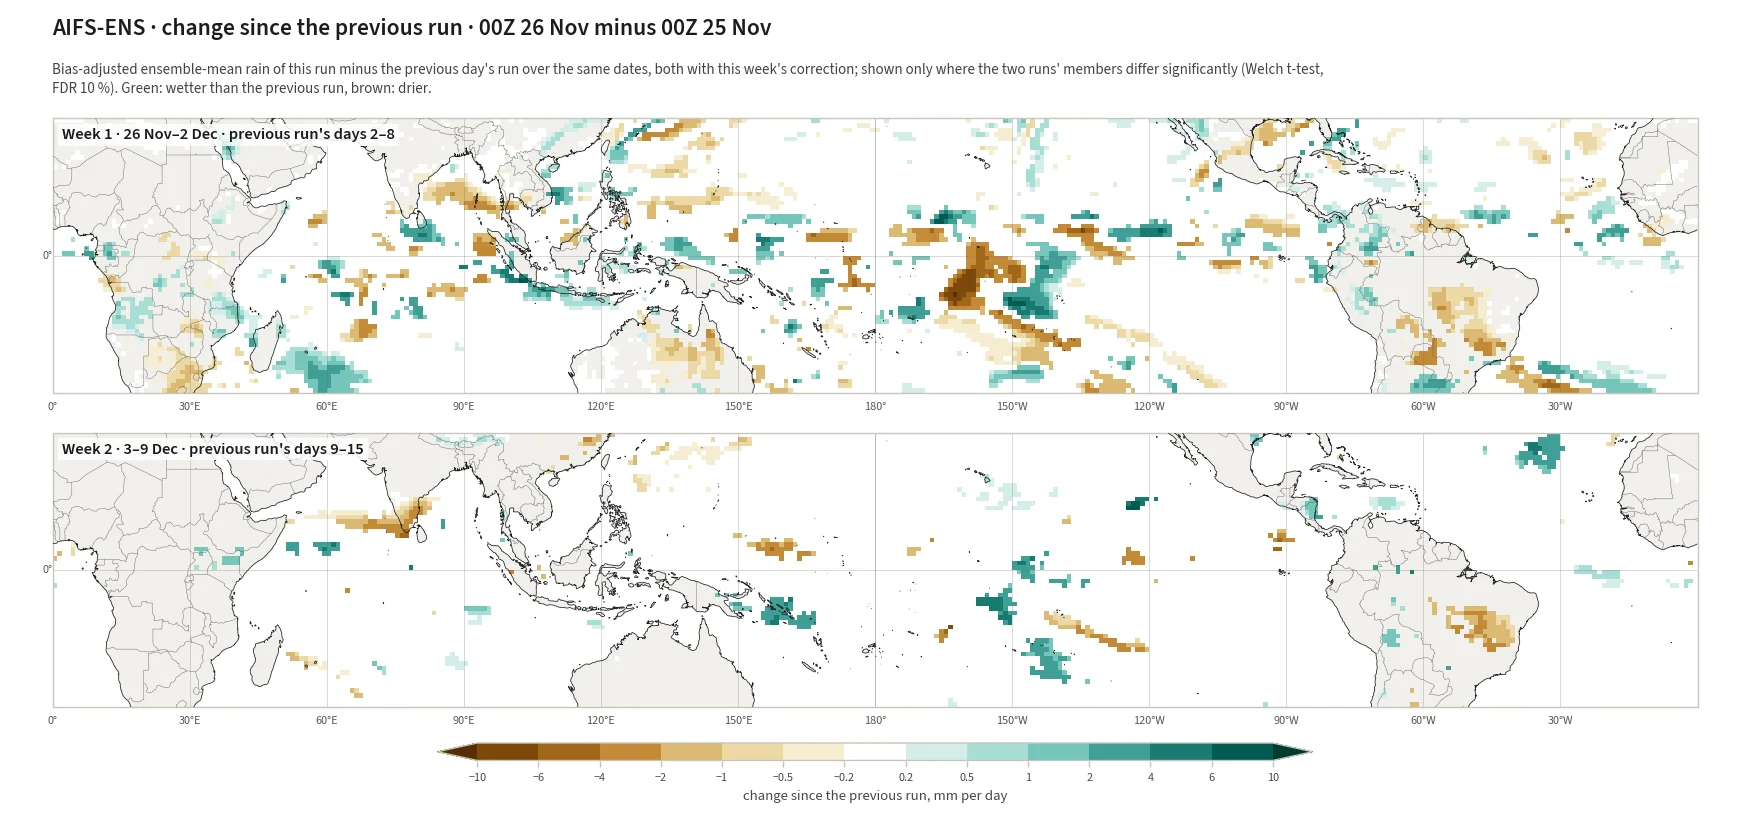 AIFS-ENS · change since the previous run · 00Z 26 Nov minus 00Z 25 Nov
Bias-adjusted ensemble-mean rain of this run minus the previous day's run over the same dates, both with this week's correction; shown only where the two runs' members differ significantly (Welch t-test,
FDR 10 %). Green: wetter than the previous run, brown: drier.
Week 1 · 26 Nov–2 Dec · previous run's days 2–8
0°
0° 30°E 60°E 90°E 120°E 150°E 180° 150°W 120°W 90°W 60°W 30°W
Week 2 · 3–9 Dec · previous run's days 9–15
0°
0° 30°E 60°E 90°E 120°E 150°E 180° 150°W 120°W 90°W 60°W 30°W
−10 −6 −4 −2 −1 −0.5 −0.2 0.2 0.5 1 2 4 6 10
change since the previous run, mm per day